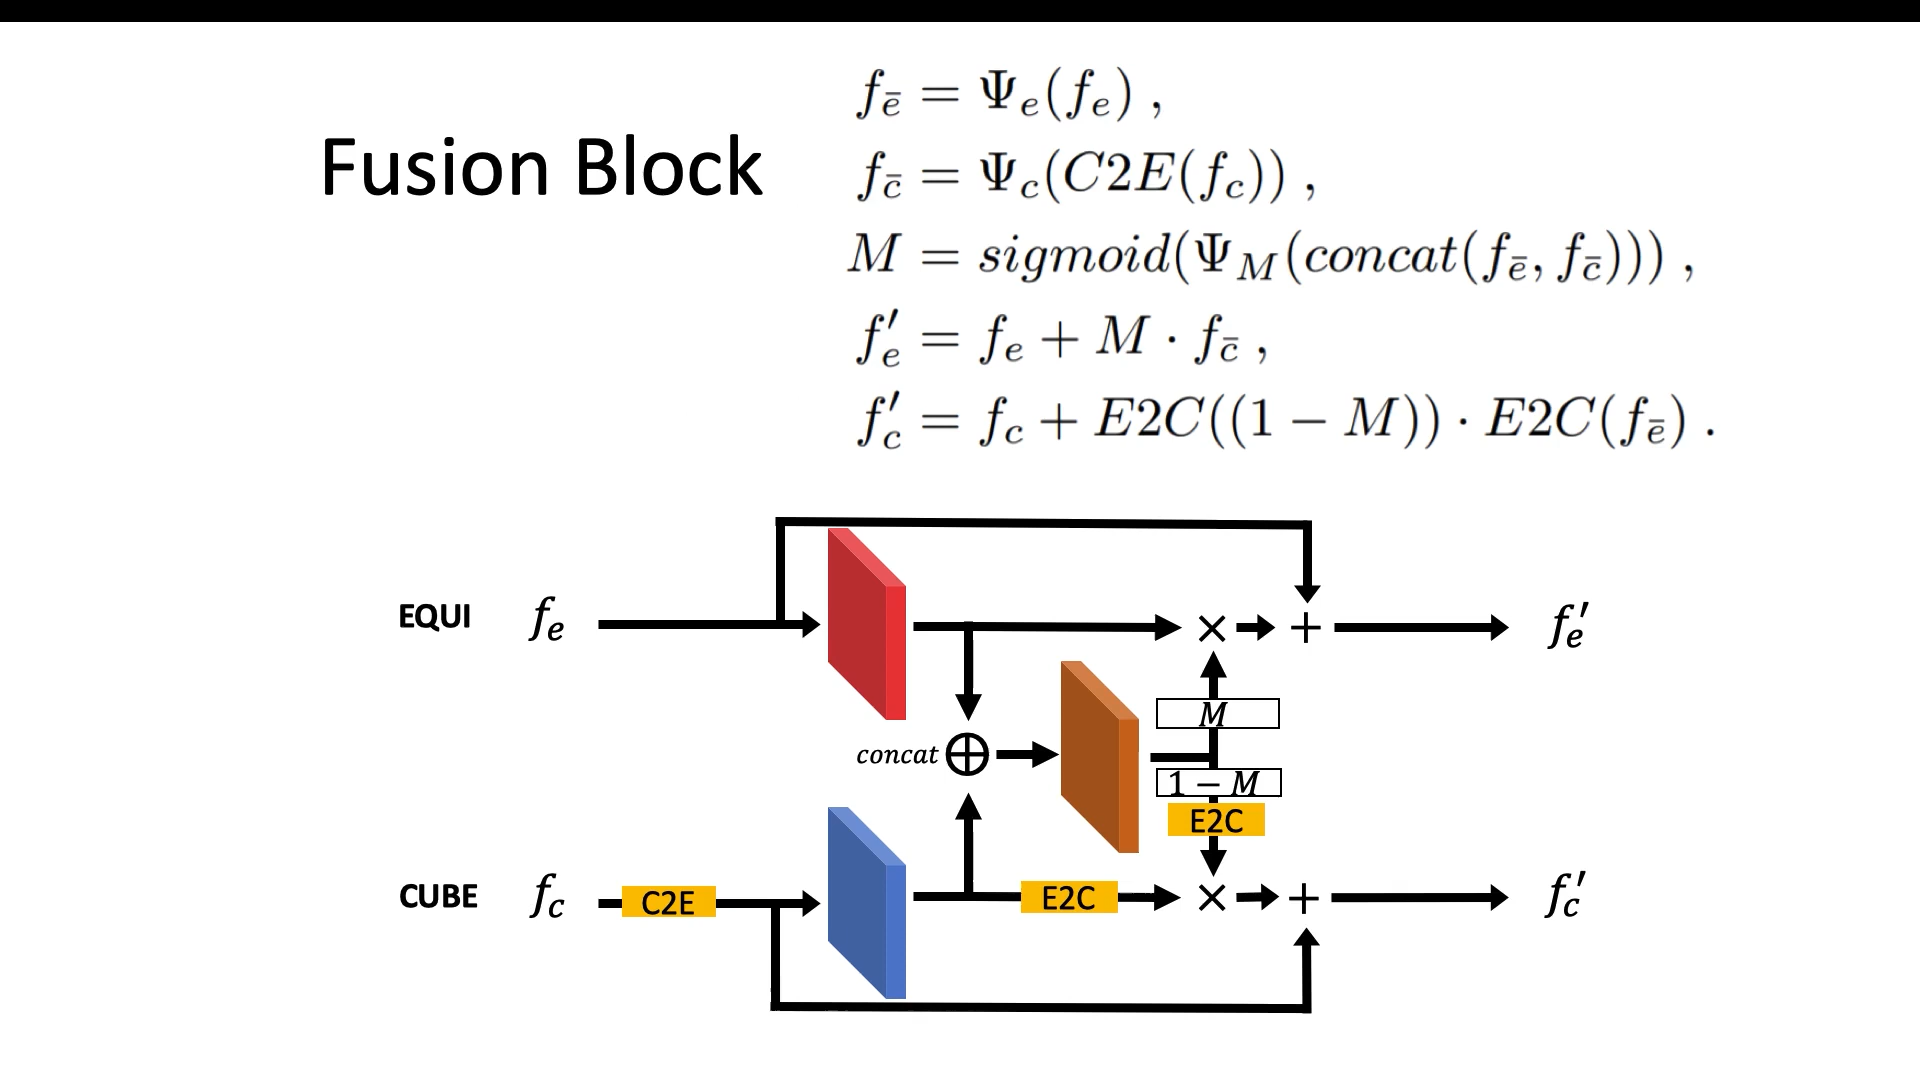 Fusion Block
f_ē = Ψ_e(f_e) ,
f_c̄ = Ψ_c(C2E(f_c)) ,
M = sigmoid(Ψ_M(concat(f_ē, f_c̄))) ,
f′_e = f_e + M · f_c̄ ,
f′_c = f_c + E2C((1 − M)) · E2C(f_ē) .
EQUI f_e × + f′_e
M
concat ⊕
1 − M
E2C
CUBE f_c C2E E2C × + f′_c